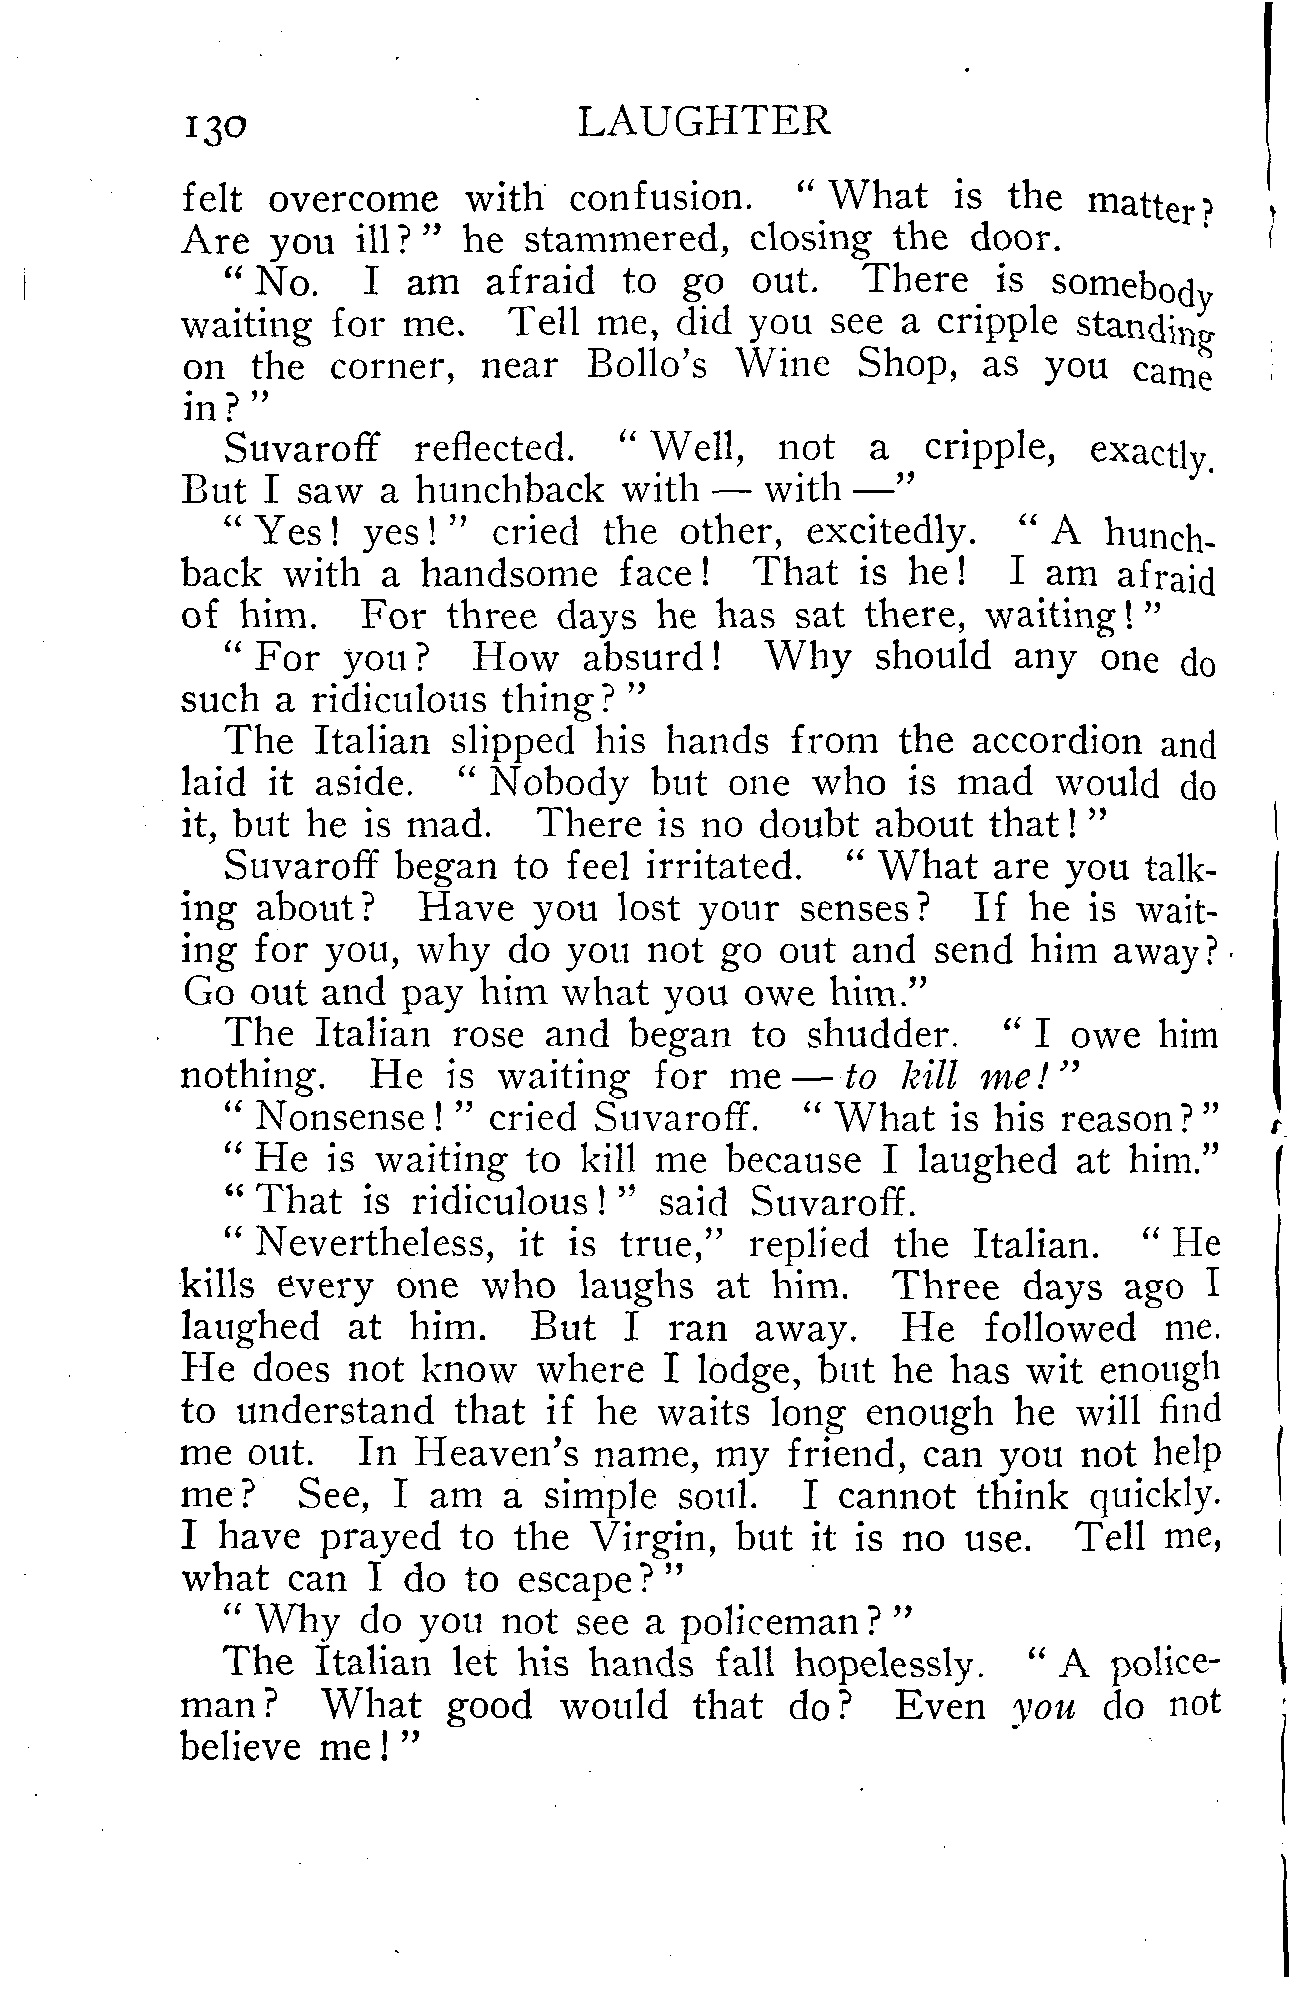 130 LAUGHTER
felt overcome with confusion. “ What is the matter?
Are you ill? ” he stammered, closing the door.
“ No. I am afraid to go out. There is somebody
waiting for me. Tell me, did you see a cripple standing
on the corner, near Bollo’s Wine Shop, as you came
in? ”
Suvaroff reflected. “ Well, not a cripple, exactly.
But I saw a hunchback with — with —”
“ Yes! yes! ” cried the other, excitedly. “ A hunch-
back with a handsome face! That is he! I am afraid
of him. For three days he has sat there, waiting! ”
“ For you? How absurd! Why should any one do
such a ridiculous thing? ”
The Italian slipped his hands from the accordion and
laid it aside. “ Nobody but one who is mad would do
it, but he is mad. There is no doubt about that! ”
Suvaroff began to feel irritated. “ What are you talk-
ing about? Have you lost your senses? If he is wait-
ing for you, why do you not go out and send him away?
Go out and pay him what you owe him.”
The Italian rose and began to shudder. “ I owe him
nothing. He is waiting for me — to kill me! ”
“ Nonsense! ” cried Suvaroff. “ What is his reason? ”
“ He is waiting to kill me because I laughed at him.”
“ That is ridiculous! ” said Suvaroff.
“ Nevertheless, it is true,” replied the Italian. “ He
kills every one who laughs at him. Three days ago I
laughed at him. But I ran away. He followed me.
He does not know where I lodge, but he has wit enough
to understand that if he waits long enough he will find
me out. In Heaven’s name, my friend, can you not help
me? See, I am a simple soul. I cannot think quickly.
I have prayed to the Virgin, but it is no use. Tell me,
what can I do to escape? ”
“ Why do you not see a policeman? ”
The Italian let his hands fall hopelessly. “ A police-
man? What good would that do? Even you do not
believe me! ”